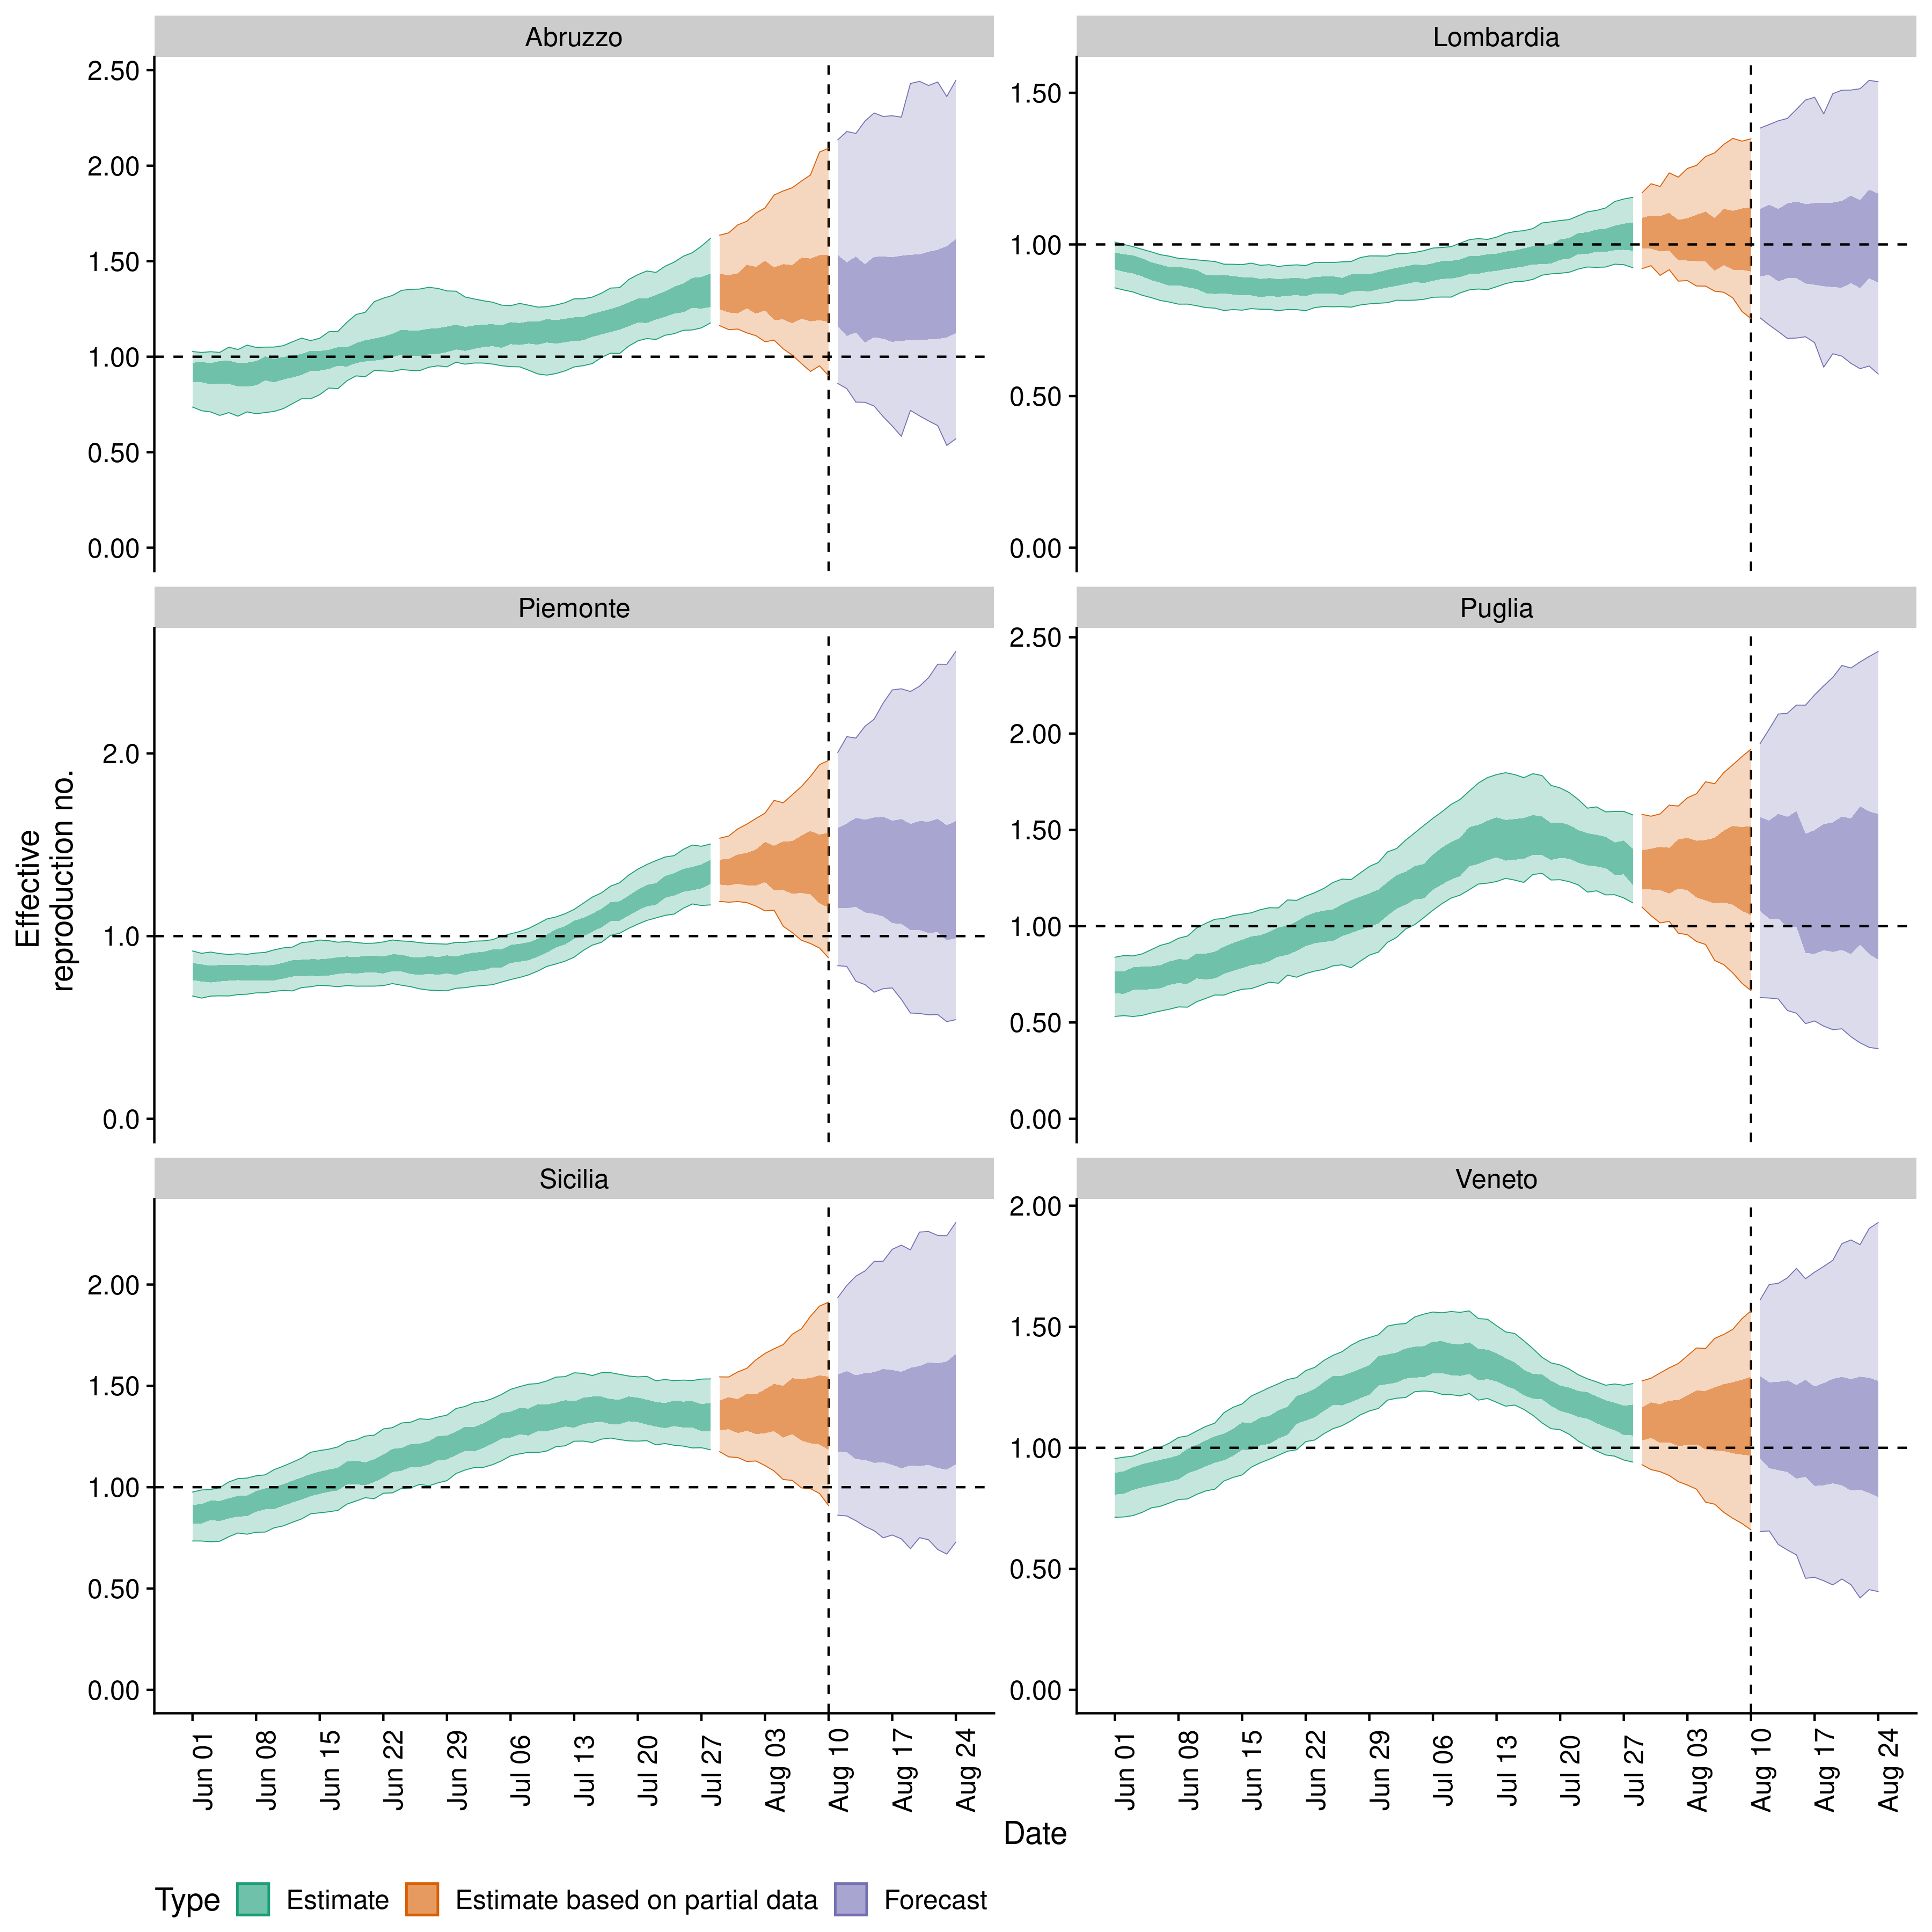 Abruzzo
Lombardia
2.50
2.00
1.50
1.00
0.50
0.00
1.50
1.00
0.50
0.00
Piemonte
Puglia
2.0
1.0
0.0
2.50
2.00
1.50
1.00
0.50
0.00
Effective
reproduction no.
Sicilia
Veneto
2.00
1.50
1.00
0.50
0.00
2.00
1.50
1.00
0.50
0.00
Jun 01
Jun 08
Jun 15
Jun 22
Jun 29
Jul 06
Jul 13
Jul 20
Jul 27
Aug 03
Aug 10
Aug 17
Aug 24
Jun 01
Jun 08
Jun 15
Jun 22
Jun 29
Jul 06
Jul 13
Jul 20
Jul 27
Aug 03
Aug 10
Aug 17
Aug 24
Date
Type Estimate Estimate based on partial data Forecast